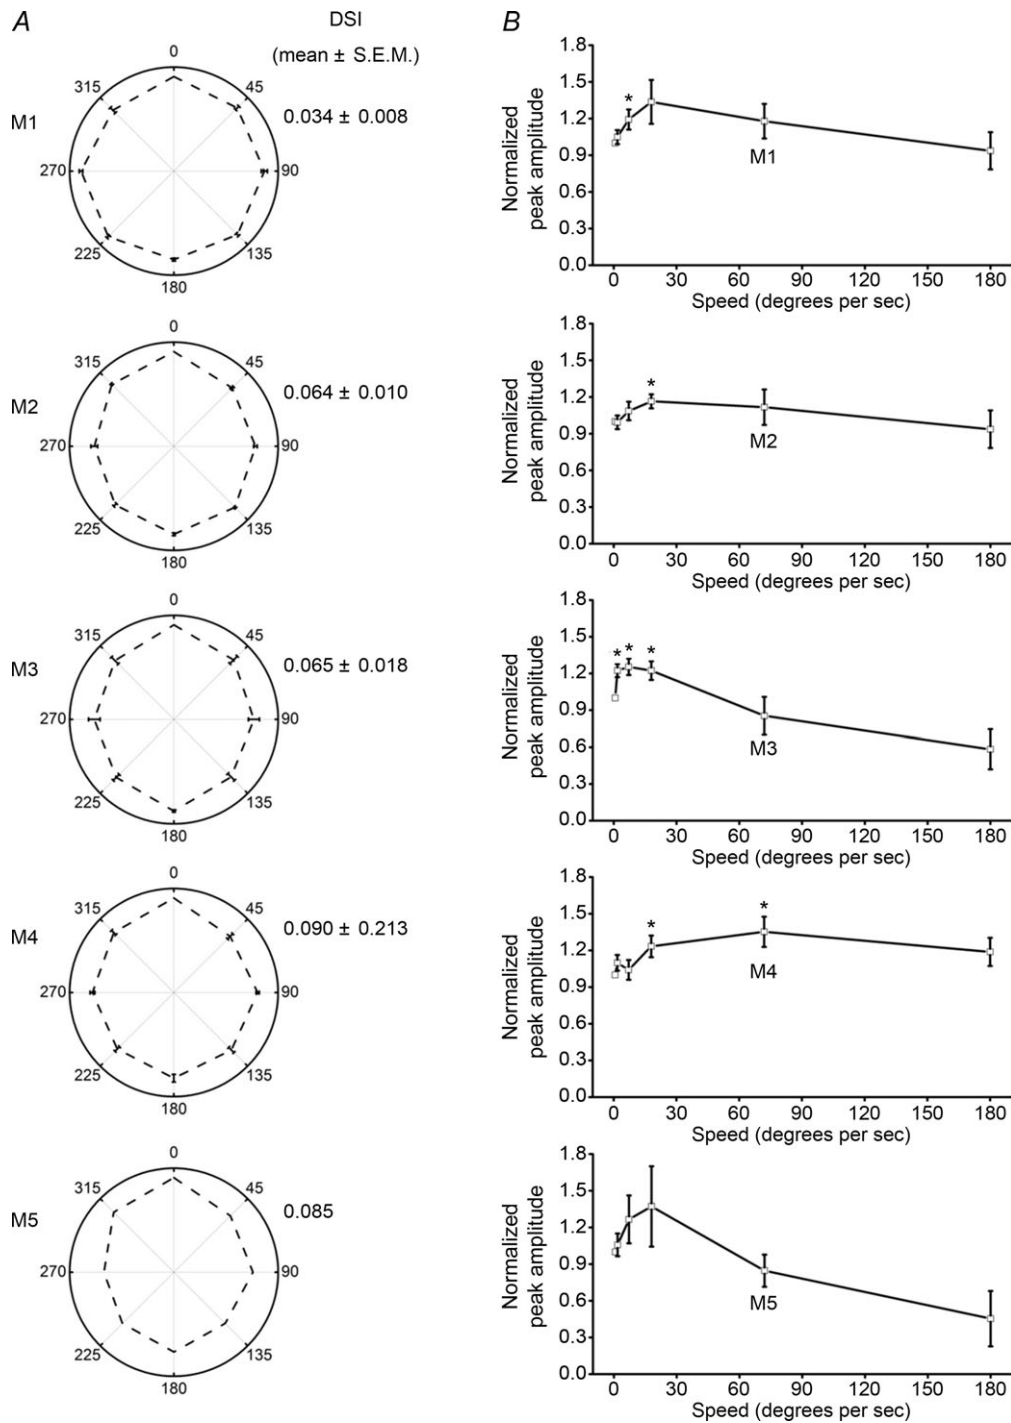 A
DSI
(mean ± S.E.M.)
M1
0
45
90
135
180
225
270
315
0.034 ± 0.008
M2
0
45
90
135
180
225
270
315
0.064 ± 0.010
M3
0
45
90
135
180
225
270
315
0.065 ± 0.018
M4
0
45
90
135
180
225
270
315
0.090 ± 0.213
M5
0
45
90
135
180
225
270
315
0.085
B
Normalized
peak amplitude
1.8
1.5
1.2
0.9
0.6
0.3
0.0
*
M1
0 30 60 90 120 150 180
Speed (degrees per sec)
Normalized
peak amplitude
1.8
1.5
1.2
0.9
0.6
0.3
0.0
*
M2
0 30 60 90 120 150 180
Speed (degrees per sec)
Normalized
peak amplitude
1.8
1.5
1.2
0.9
0.6
0.3
0.0
* * *
M3
0 30 60 90 120 150 180
Speed (degrees per sec)
Normalized
peak amplitude
1.8
1.5
1.2
0.9
0.6
0.3
0.0
* *
M4
0 30 60 90 120 150 180
Speed (degrees per sec)
Normalized
peak amplitude
1.8
1.5
1.2
0.9
0.6
0.3
0.0
M5
0 30 60 90 120 150 180
Speed (degrees per sec)